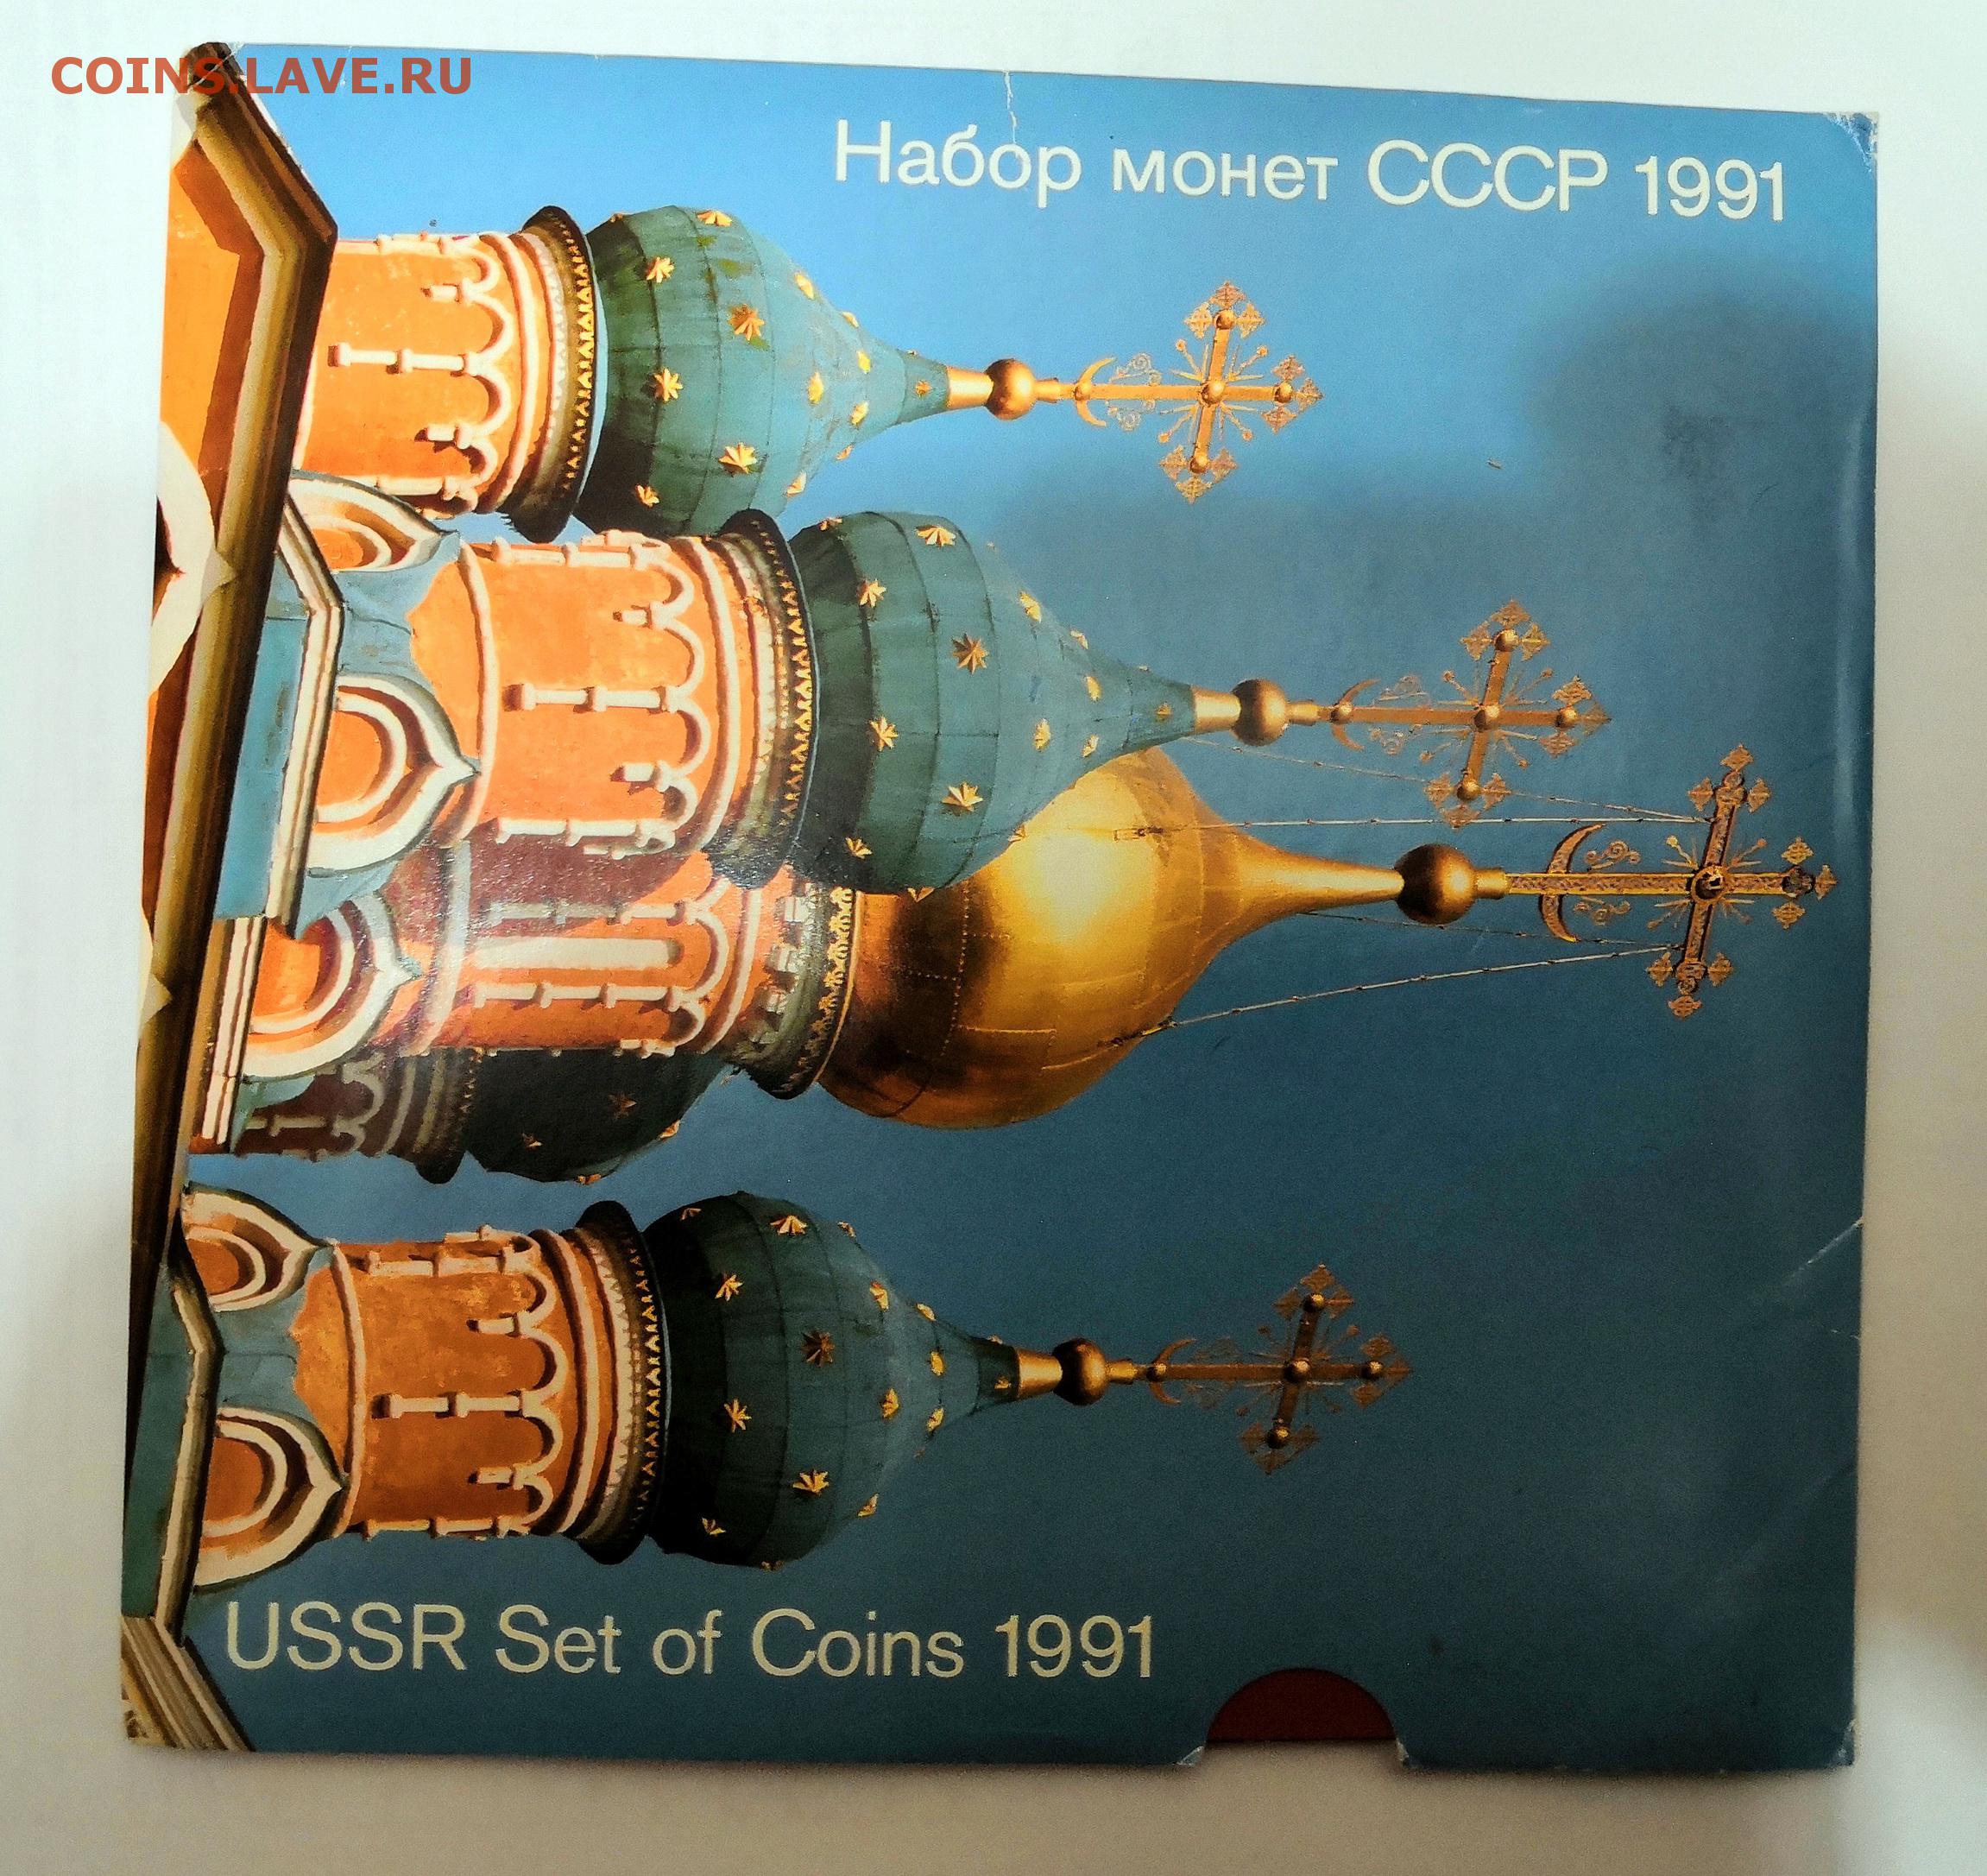 COINS.LAVE.RU
Набор монет СССР 1991
USSR Set of Coins 1991